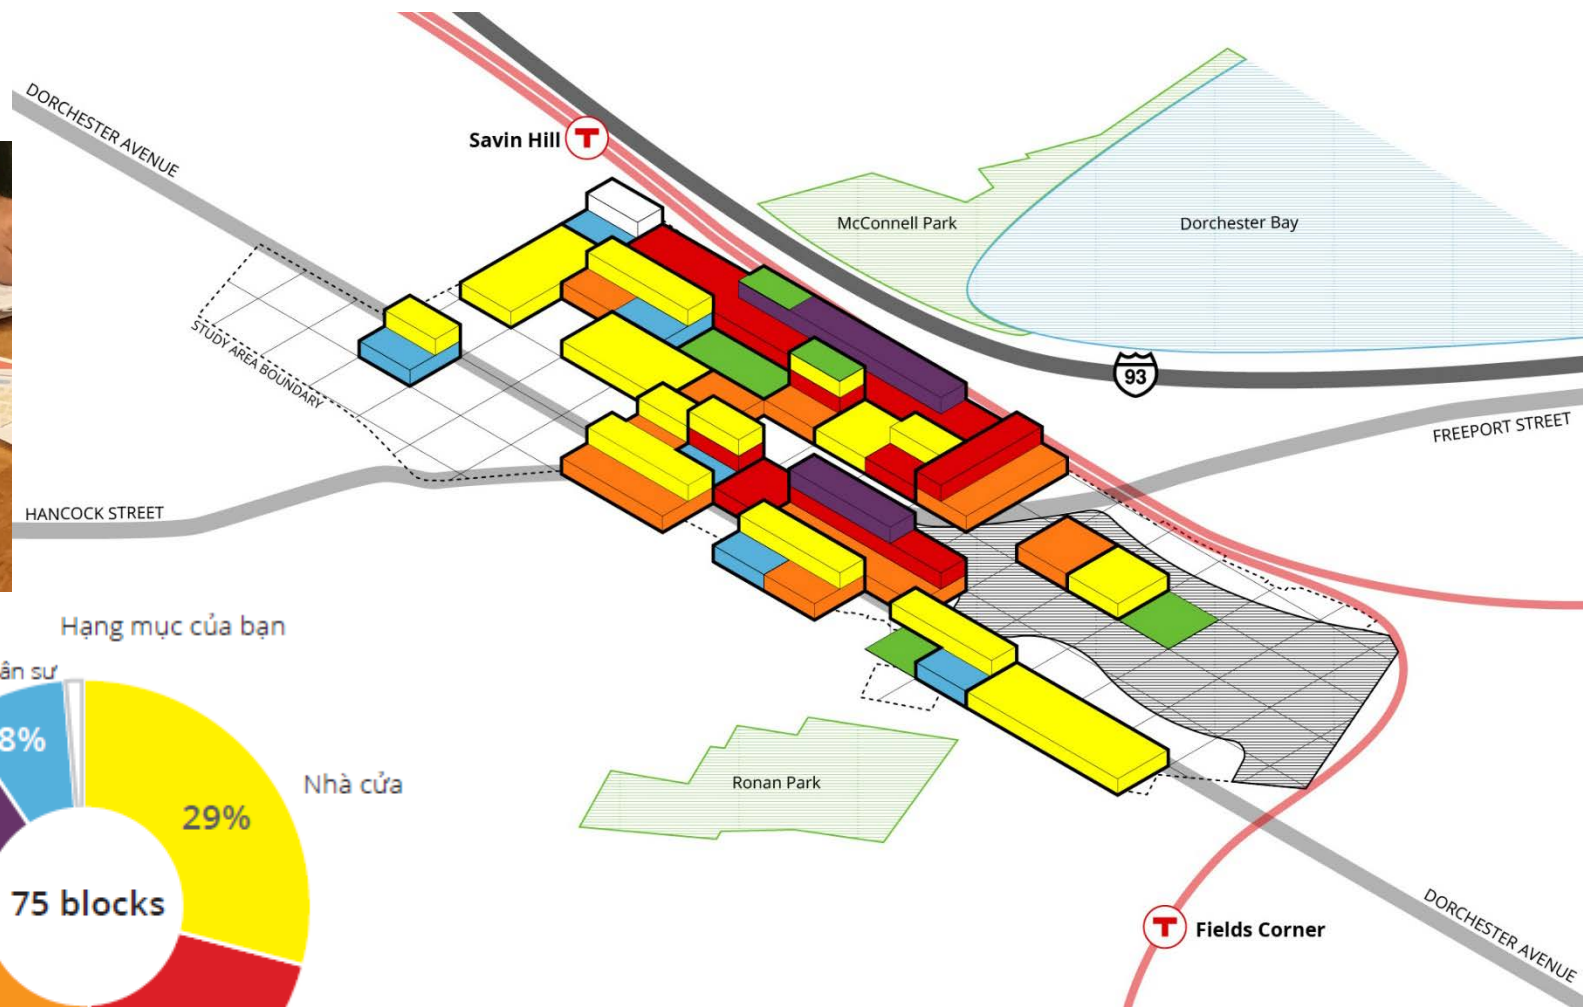 DORCHESTER AVENUE
Savin Hill
T
McConnell Park
Dorchester Bay
STUDY AREA BOUNDARY
93
FREEPORT STREET
HANCOCK STREET
Hạng mục của bạn
8%
Nhà cửa
29%
Ronan Park
75 blocks
T
Fields Corner
DORCHESTER AVENUE